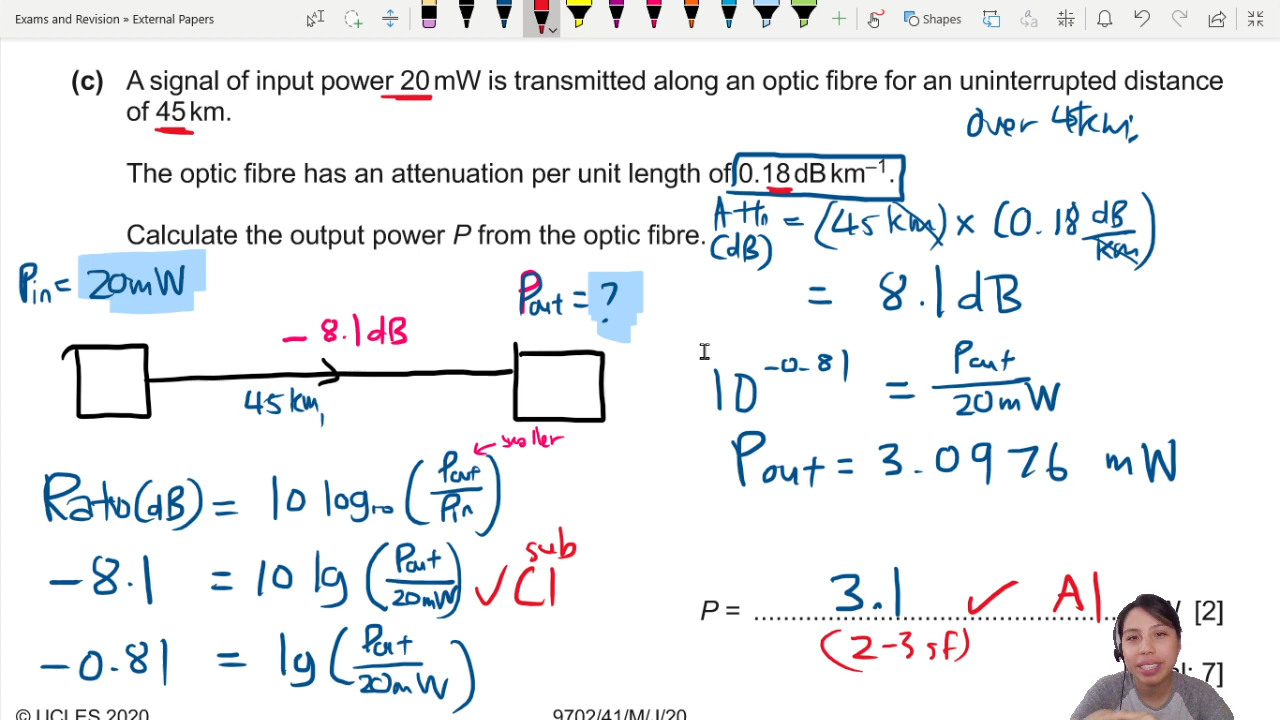 Exams and Revision » External Papers
Shapes
(c) A signal of input power 20 mW is transmitted along an optic fibre for an uninterrupted distance
of 45 km.
over 45km.
The optic fibre has an attenuation per unit length of 0.18 dB km⁻¹.
Calculate the output power P from the optic fibre.
Attn (dB) = (45 km) × (0.18 dB/km)
= 8.1 dB
Pin = 20mW
Pout = ?
- 8.1 dB
45 km,
10^-0.81 = Pout/20mW
Pout = 3.0976 mW
smaller
Ratio(dB) = 10 log₁₀ (Pout/Pin)
-8.1 = 10 lg (Pout/20mW) ✓ C1
sub
-0.81 = lg (Pout/20mW)
P = 3.1 ✓ A1 [2]
(2-3 sf)
7]
© UCLES 2020
9702/41/M/J/20